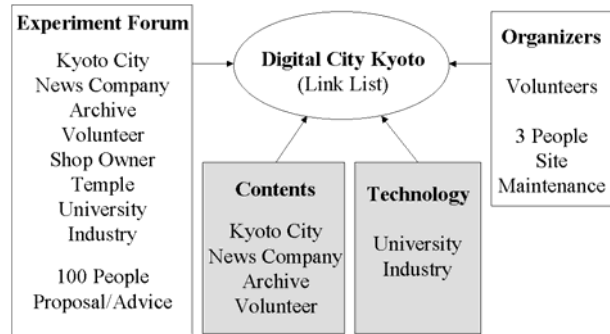 Experiment Forum
Kyoto City
News Company
Archive
Volunteer
Shop Owner
Temple
University
Industry
100 People
Proposal/Advice
Digital City Kyoto
(Link List)
Organizers
Volunteers
3 People
Site
Maintenance
Contents
Kyoto City
News Company
Archive
Volunteer
Technology
University
Industry